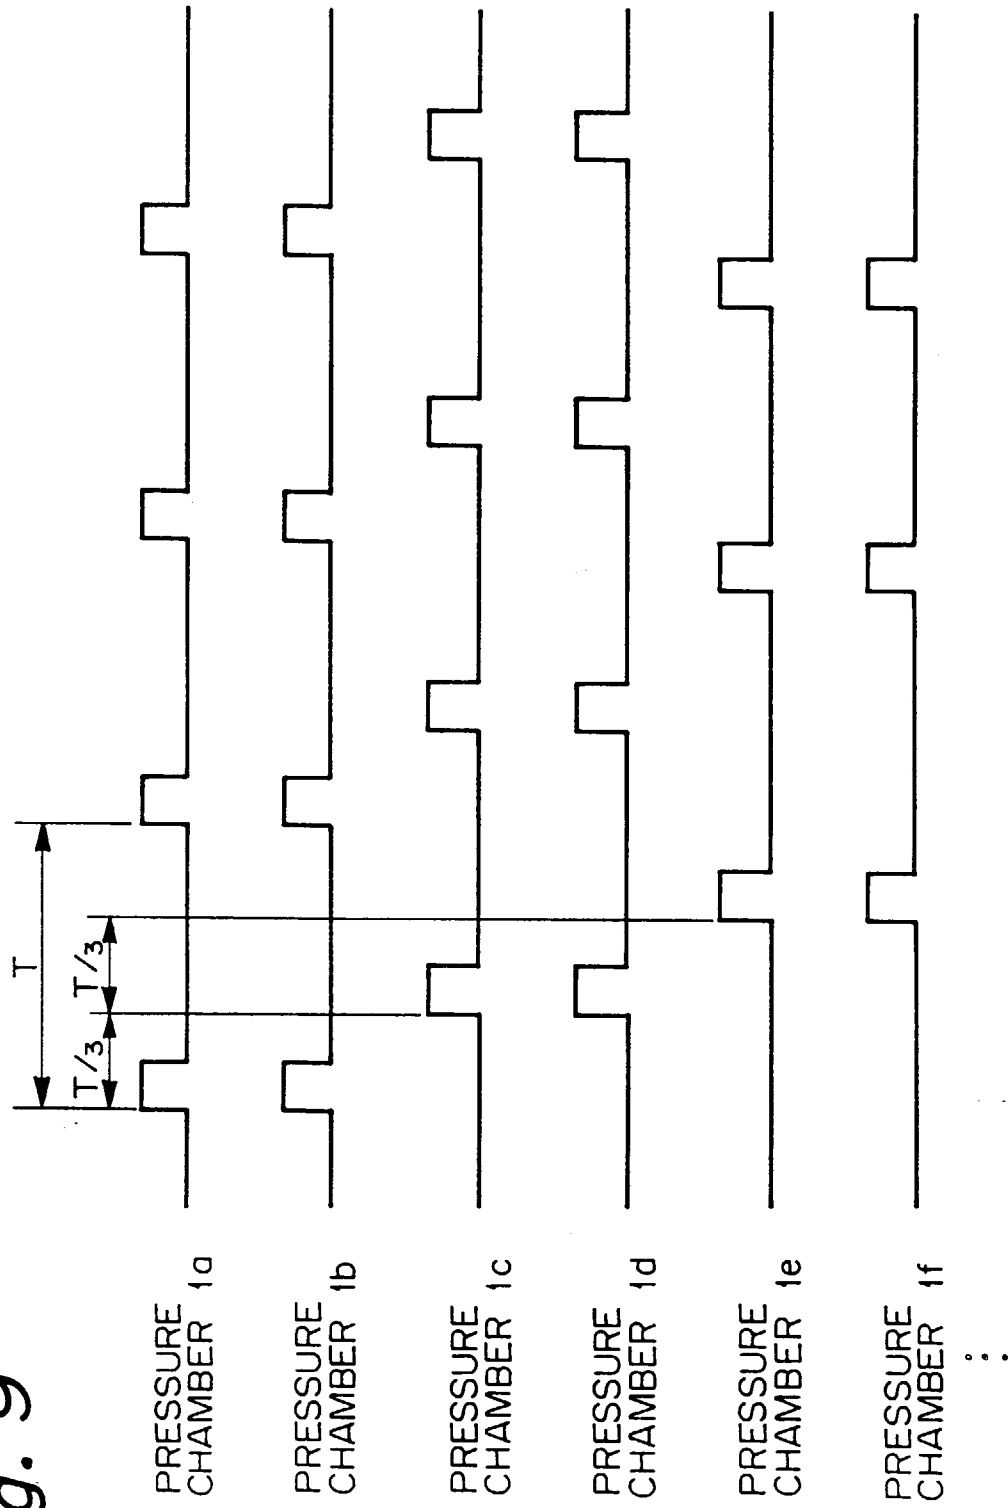 g. 9
T
T/3
T/3
PRESSURE
CHAMBER 1a
PRESSURE
CHAMBER 1b
PRESSURE
CHAMBER 1c
PRESSURE
CHAMBER 1d
PRESSURE
CHAMBER 1e
PRESSURE
CHAMBER 1f